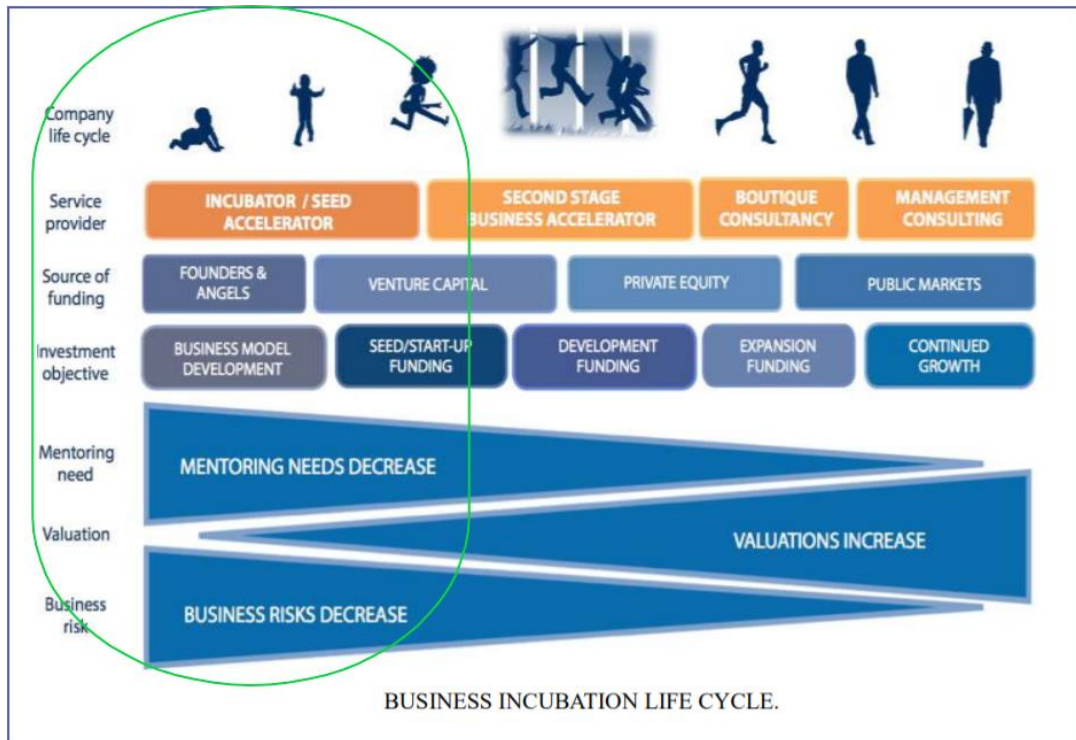 Company
life cycle
Service
provider
INCUBATOR / SEED
ACCELERATOR
SECOND STAGE
BUSINESS ACCELERATOR
BOUTIQUE
CONSULTANCY
MANAGEMENT
CONSULTING
Source of
funding
FOUNDERS &
ANGELS
VENTURE CAPITAL
PRIVATE EQUITY
PUBLIC MARKETS
Investment
objective
BUSINESS MODEL
DEVELOPMENT
SEED/START-UP
FUNDING
DEVELOPMENT
FUNDING
EXPANSION
FUNDING
CONTINUED
GROWTH
Mentoring
need
MENTORING NEEDS DECREASE
Valuation
VALUATIONS INCREASE
Business
risk
BUSINESS RISKS DECREASE
BUSINESS INCUBATION LIFE CYCLE.